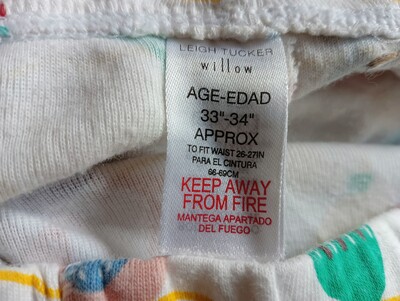 LEIGH TUCKER
willow
AGE-EDAD
33"-34"
APPROX
TO FIT WAIST 26-27IN
PARA EL CINTURA
66-69CM
KEEP AWAY
FROM FIRE
MANTEGA APARTADO
DEL FUEGO